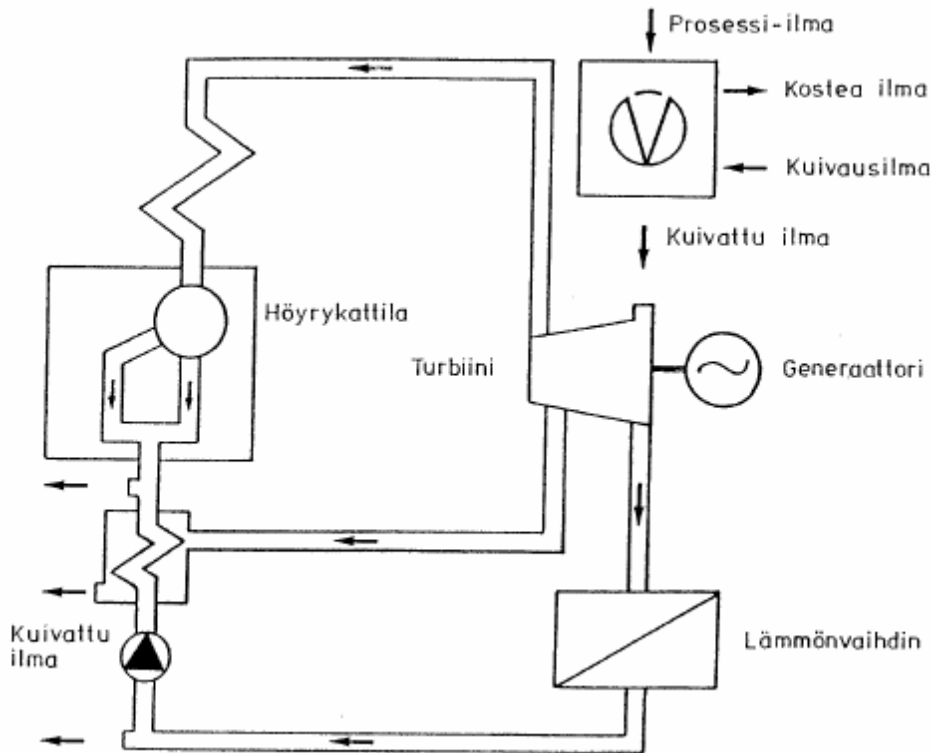 Prosessi-ilma
Kostea ilma
Kuivausilma
Kuivattu ilma
Höyrykattila
Turbiini
Generaattori
Kuivattu
ilma
Lämmönvaihdin